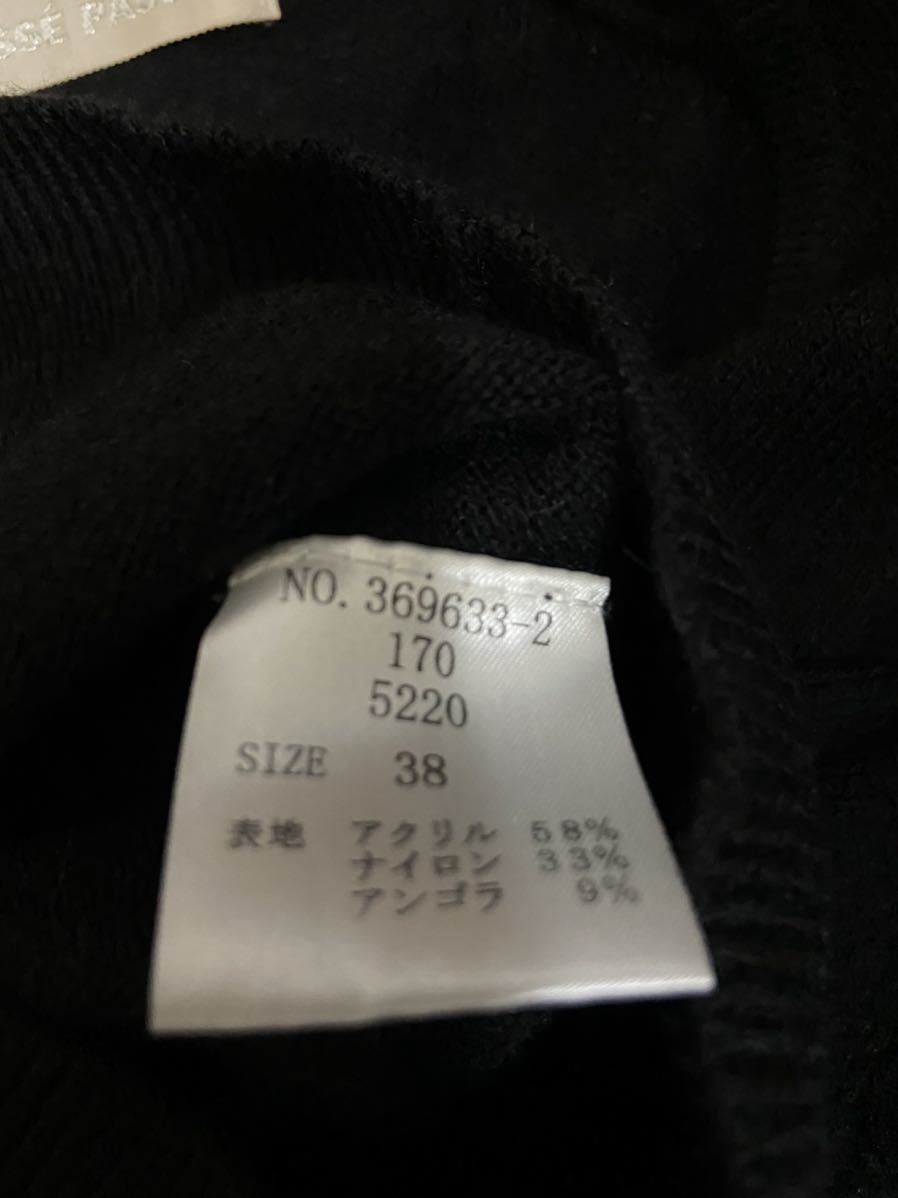 NO. 369633-2
170
5220
SIZE 38
表地 アクリル 58%
ナイロン 33%
アンゴラ 9%